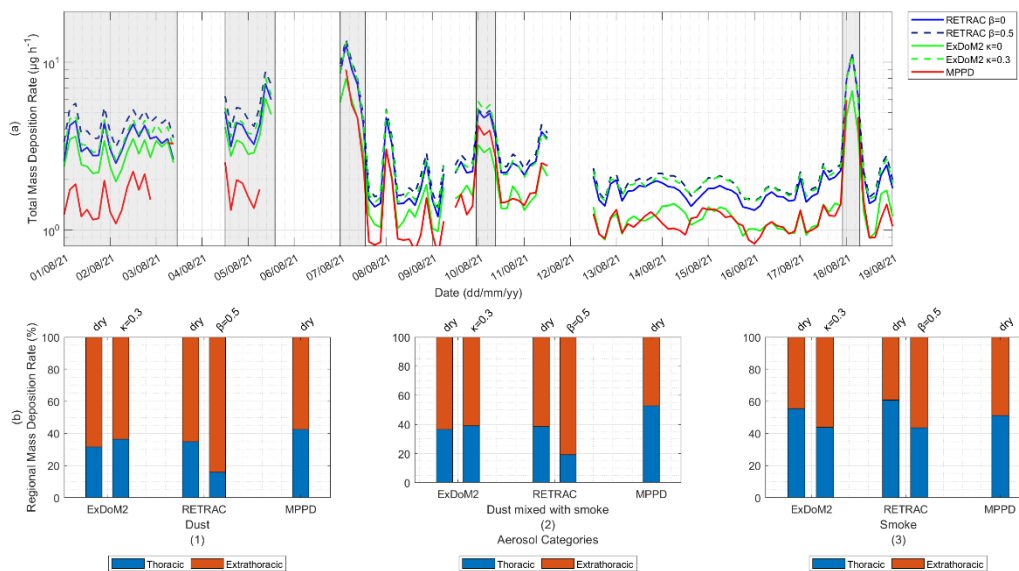 RETRAC β=0
RETRAC β=0.5
ExDoM2 κ=0
ExDoM2 κ=0.3
MPPD
(a)
Total Mass Deposition Rate (μg h⁻¹)
10¹
10⁰
01/08/21 02/08/21 03/08/21 04/08/21 05/08/21 06/08/21 07/08/21 08/08/21 09/08/21 10/08/21 11/08/21 12/08/21 13/08/21 14/08/21 15/08/21 16/08/21 17/08/21 18/08/21 19/08/21
Date (dd/mm/yy)
(b)
Regional Mass Deposition Rate (%)
dry κ=0.3 dry β=0.5 dry
100
80
60
40
20
0
ExDoM2 RETRAC MPPD
Dust
(1)
Thoracic Extrathoracic
dry κ=0.3 dry β=0.5 dry
100
80
60
40
20
0
ExDoM2 RETRAC MPPD
Dust mixed with smoke
(2)
Aerosol Categories
Thoracic Extrathoracic
dry κ=0.3 dry β=0.5 dry
100
80
60
40
20
0
ExDoM2 RETRAC MPPD
Smoke
(3)
Thoracic Extrathoracic